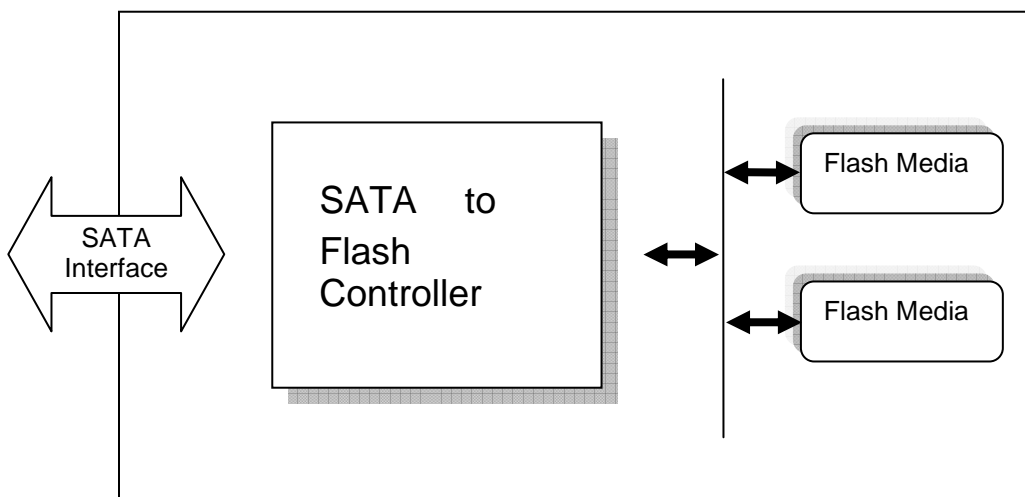 SATA
Interface
SATA to
Flash
Controller
Flash Media
Flash Media